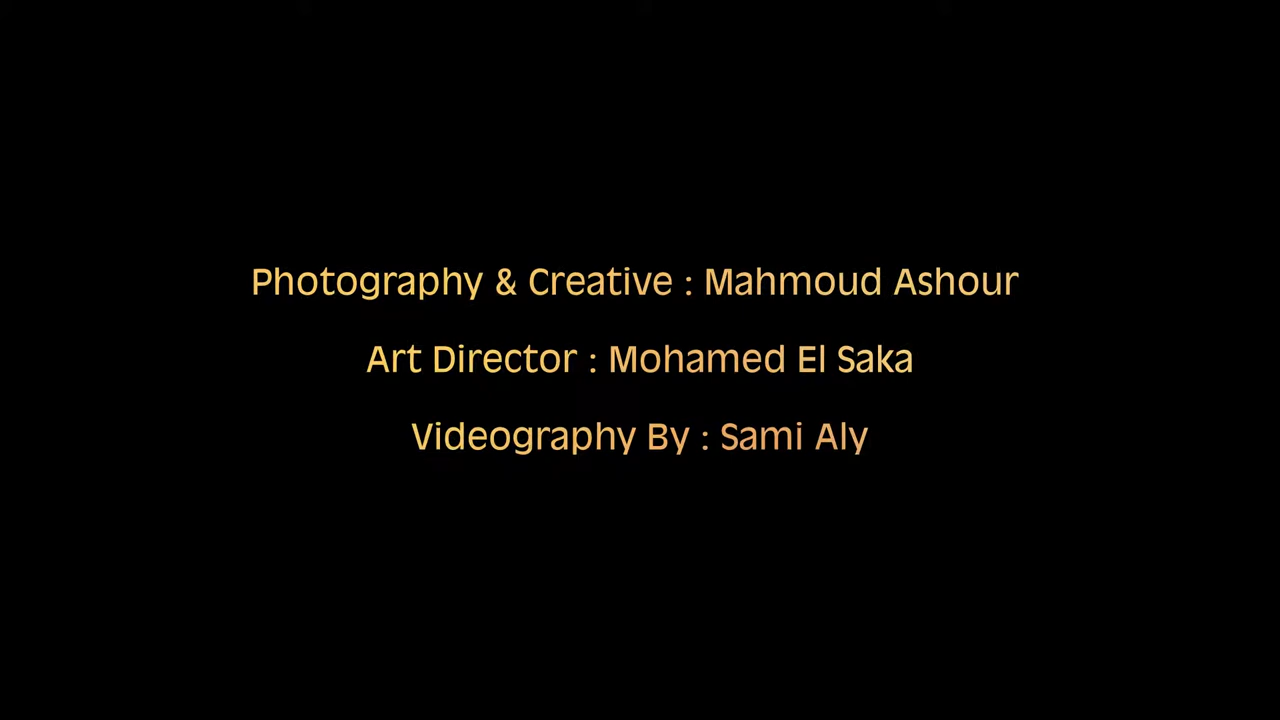 Photography & Creative : Mahmoud Ashour
Art Director : Mohamed El Saka
Videography By : Sami Aly